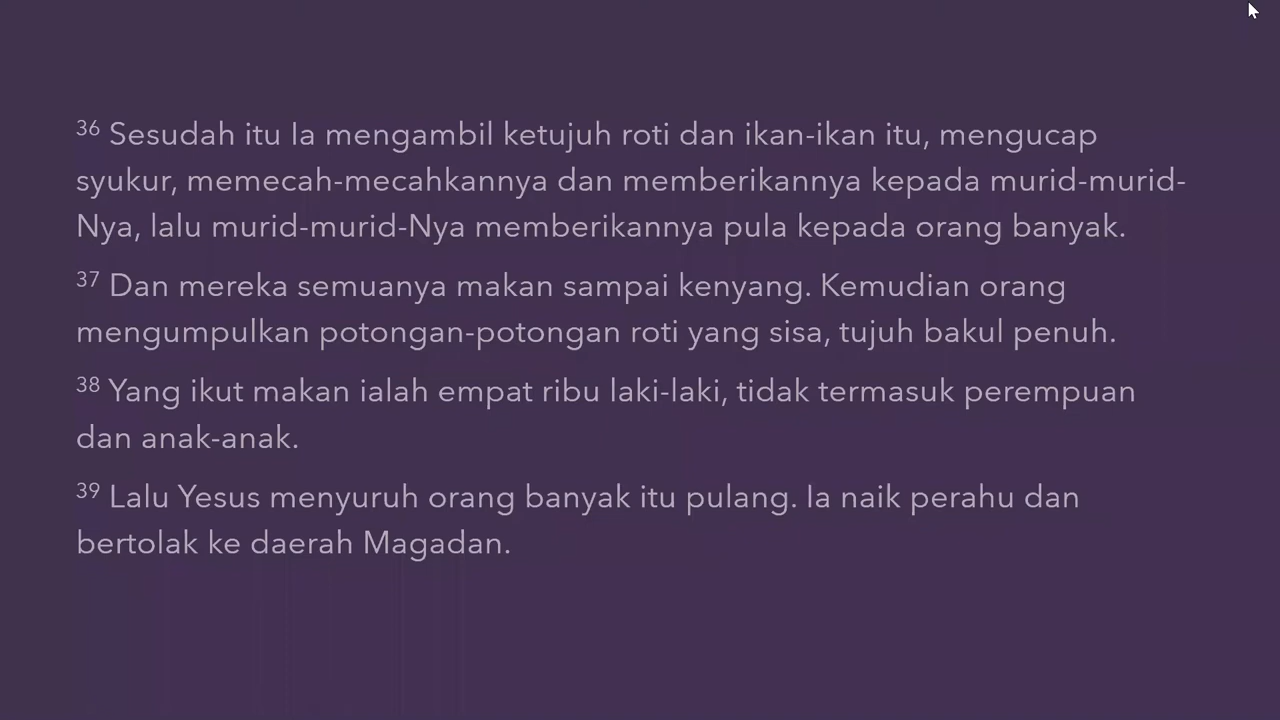 36 Sesudah itu Ia mengambil ketujuh roti dan ikan-ikan itu, mengucap
syukur, memecah-mecahkannya dan memberikannya kepada murid-murid-
Nya, lalu murid-murid-Nya memberikannya pula kepada orang banyak.
37 Dan mereka semuanya makan sampai kenyang. Kemudian orang
mengumpulkan potongan-potongan roti yang sisa, tujuh bakul penuh.
38 Yang ikut makan ialah empat ribu laki-laki, tidak termasuk perempuan
dan anak-anak.
39 Lalu Yesus menyuruh orang banyak itu pulang. Ia naik perahu dan
bertolak ke daerah Magadan.